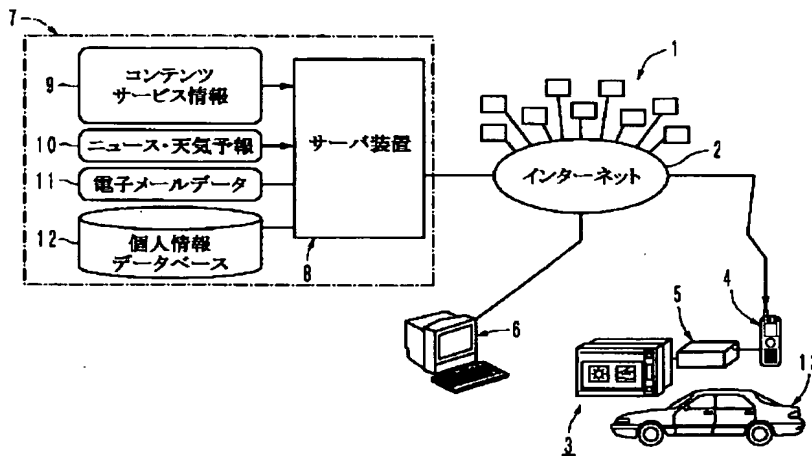 7
1
9
コンテンツ
サービス情報
10
ニュース・天気予報
サーバ装置
11
電子メールデータ
インターネット
2
12
個人情報
データベース
8
6
5
4
3